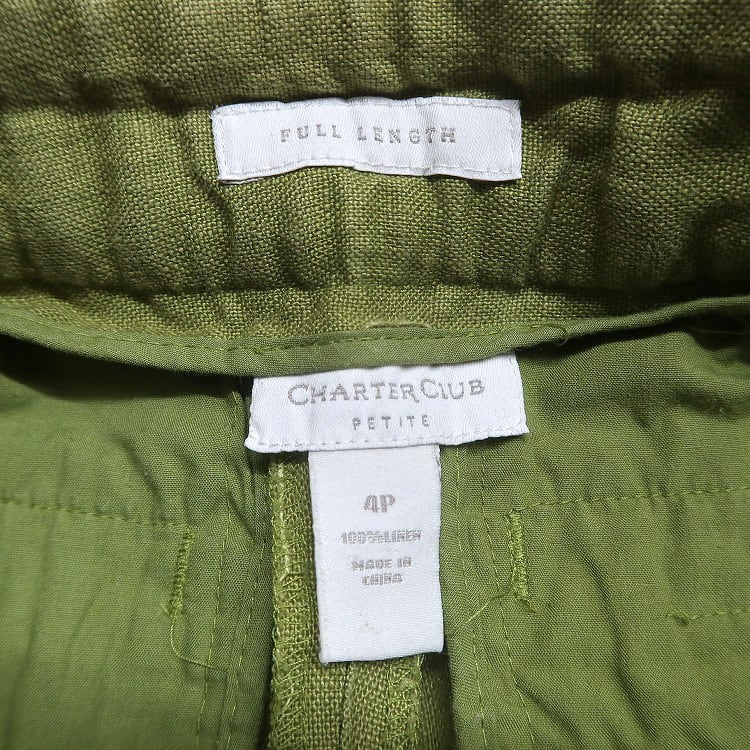 FULL LENGTH
CHARTER CLUB
PETITE
4P
100%LINEN
MADE IN
CHINA